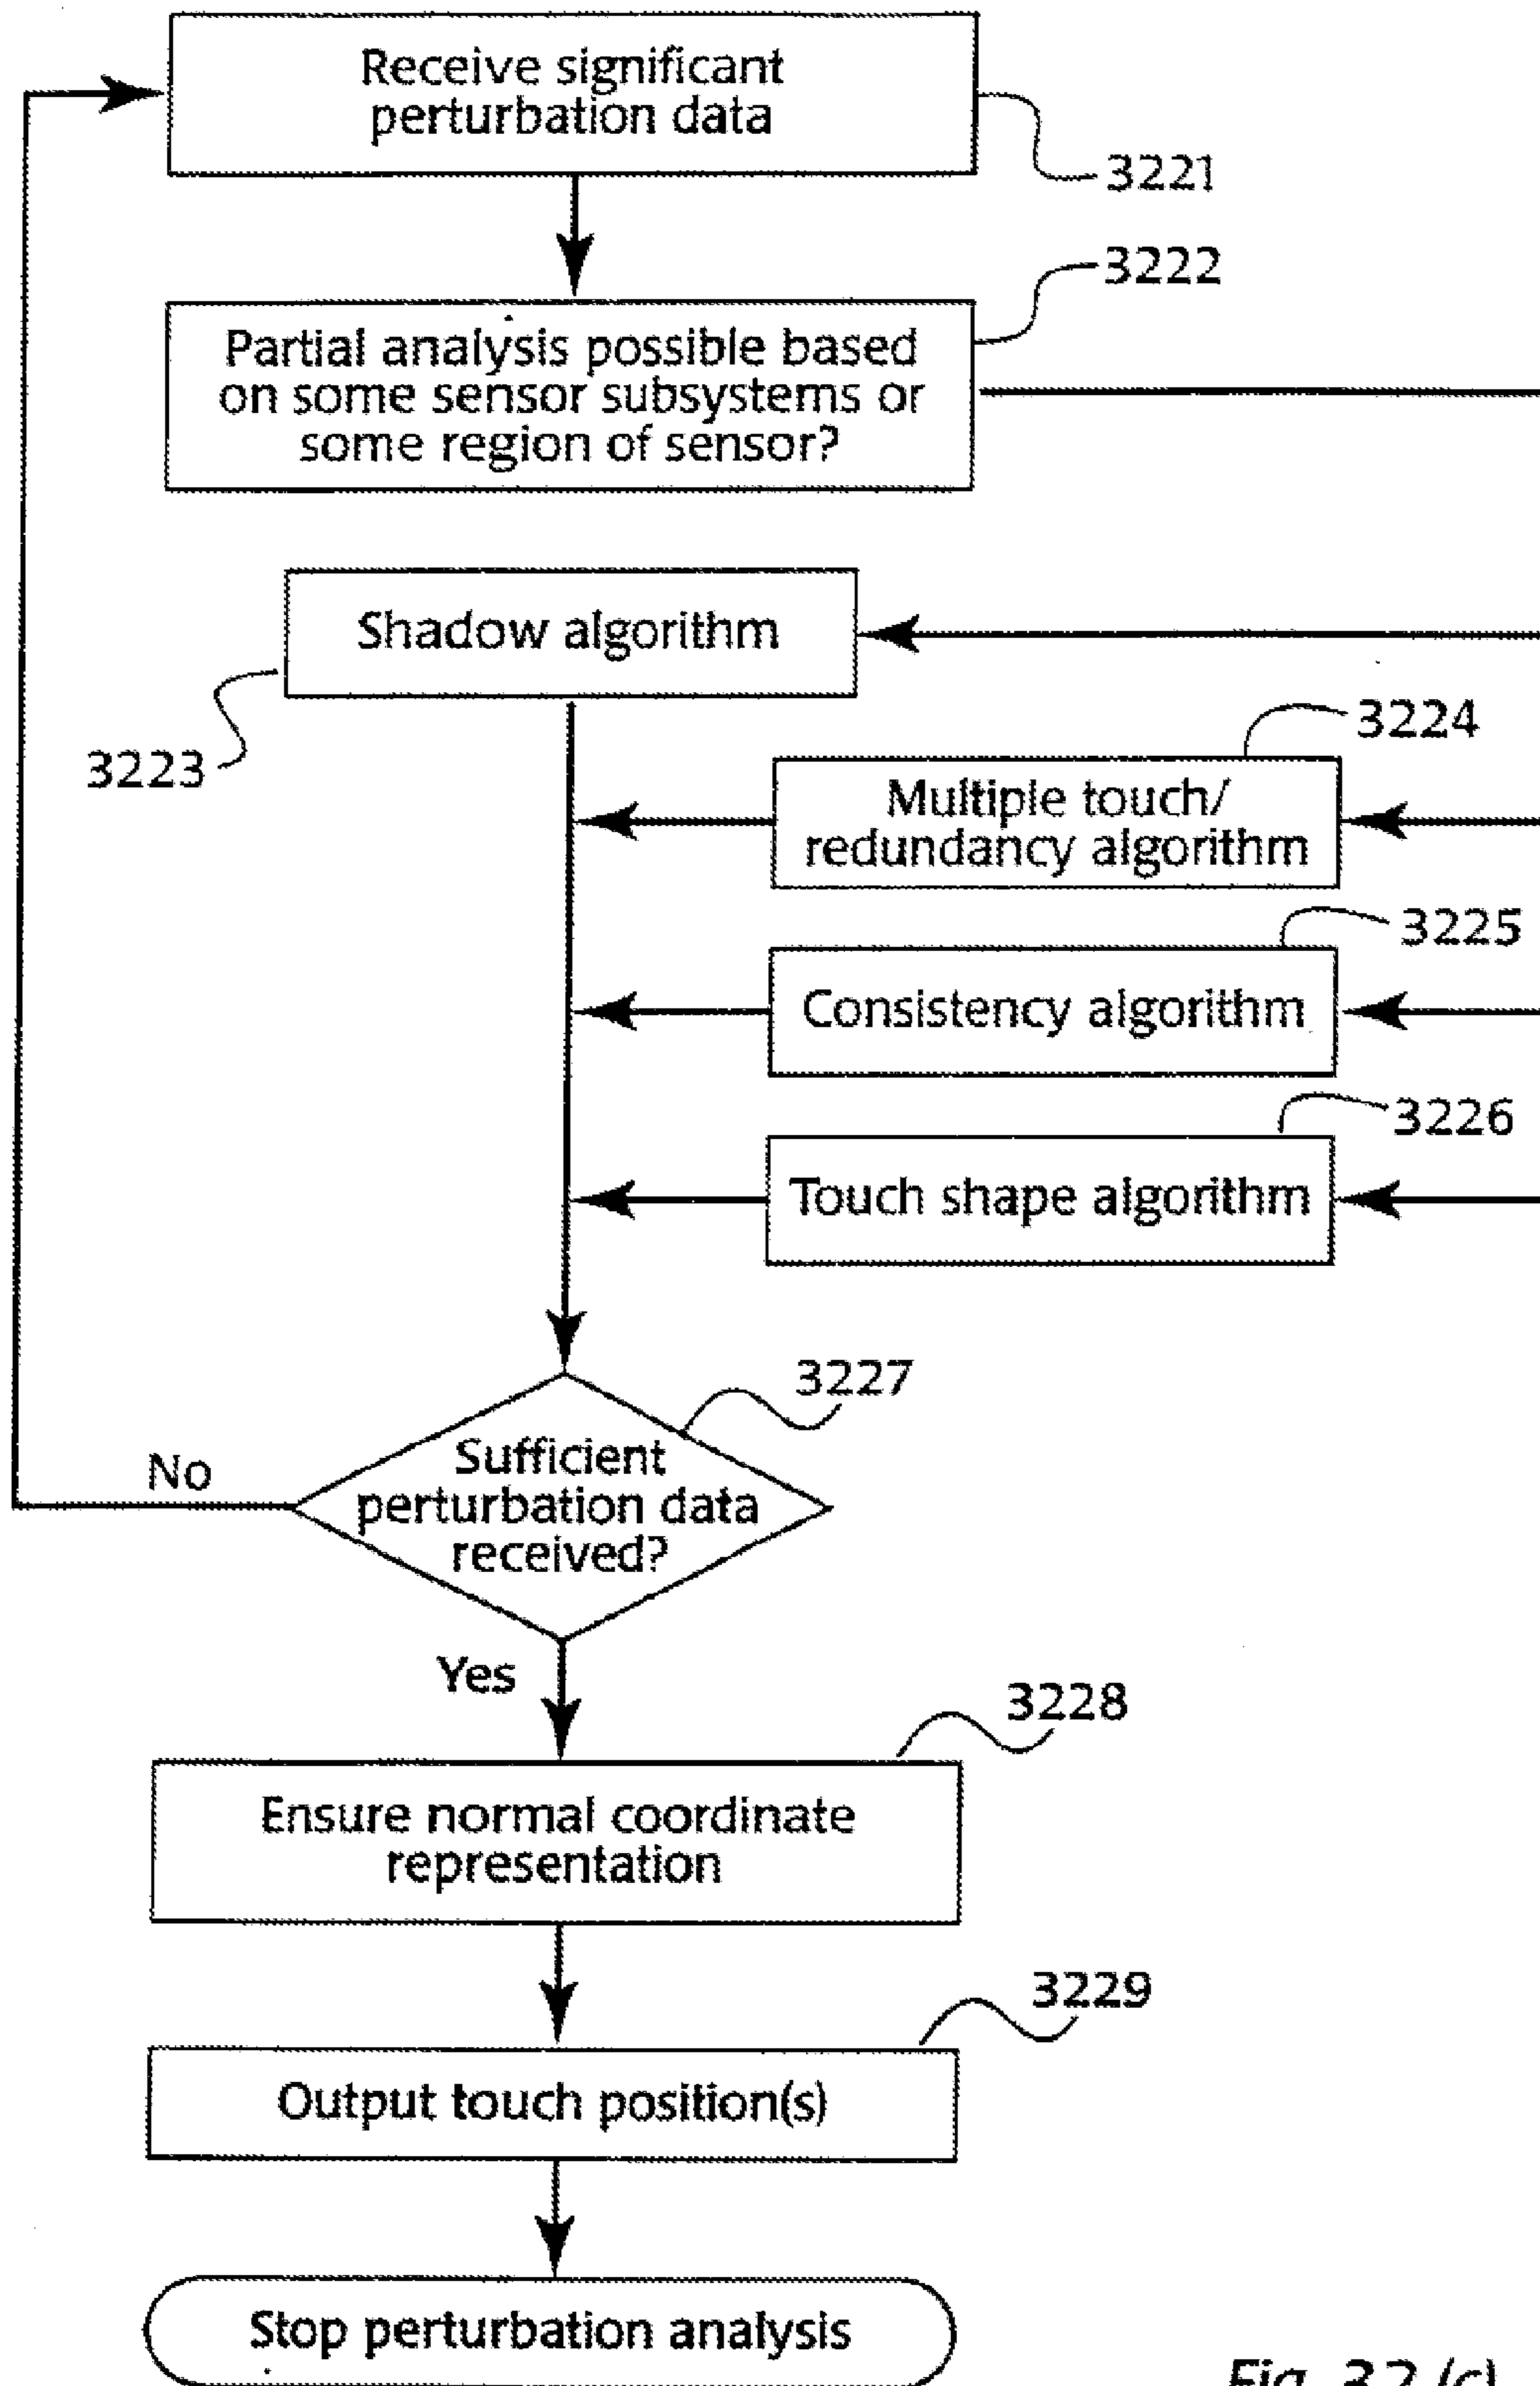 Receive significant
perturbation data
3221
3222
Partial analysis possible based
on some sensor subsystems or
some region of sensor?
Shadow algorithm
3223
3224
Multiple touch/
redundancy algorithm
3225
Consistency algorithm
3226
Touch shape algorithm
3227
Sufficient
perturbation data
received?
No
Yes
3228
Ensure normal coordinate
representation
3229
Output touch position(s)
Stop perturbation analysis
Fig. 32 (c)